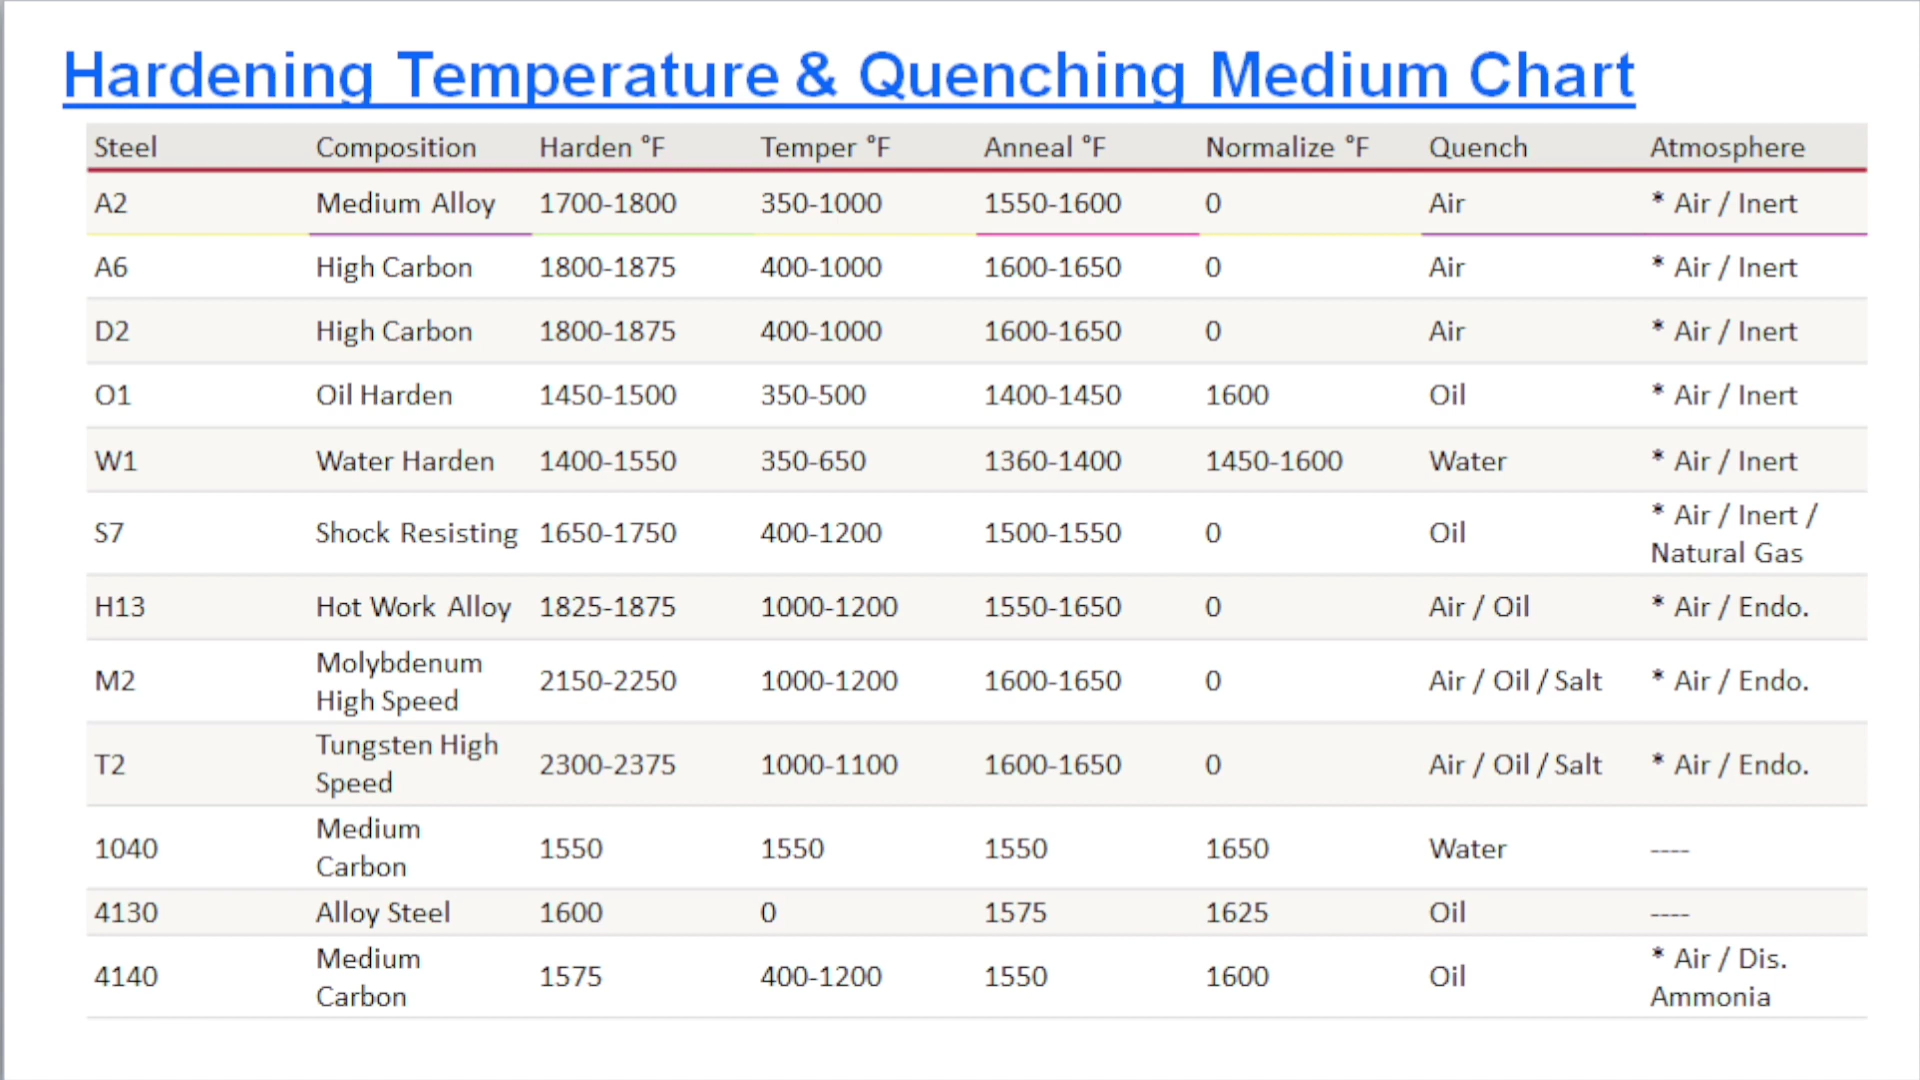 Hardening Temperature & Quenching Medium Chart
Steel Composition Harden °F Temper °F Anneal °F Normalize °F Quench Atmosphere
A2 Medium Alloy 1700-1800 350-1000 1550-1600 0 Air * Air / Inert
A6 High Carbon 1800-1875 400-1000 1600-1650 0 Air * Air / Inert
D2 High Carbon 1800-1875 400-1000 1600-1650 0 Air * Air / Inert
O1 Oil Harden 1450-1500 350-500 1400-1450 1600 Oil * Air / Inert
W1 Water Harden 1400-1550 350-650 1360-1400 1450-1600 Water * Air / Inert
S7 Shock Resisting 1650-1750 400-1200 1500-1550 0 Oil * Air / Inert /
Natural Gas
H13 Hot Work Alloy 1825-1875 1000-1200 1550-1650 0 Air / Oil * Air / Endo.
M2 Molybdenum
High Speed 2150-2250 1000-1200 1600-1650 0 Air / Oil / Salt * Air / Endo.
T2 Tungsten High
Speed 2300-2375 1000-1100 1600-1650 0 Air / Oil / Salt * Air / Endo.
1040 Medium
Carbon 1550 1550 1550 1650 Water ----
4130 Alloy Steel 1600 0 1575 1625 Oil ----
4140 Medium
Carbon 1575 400-1200 1550 1600 Oil * Air / Dis.
Ammonia